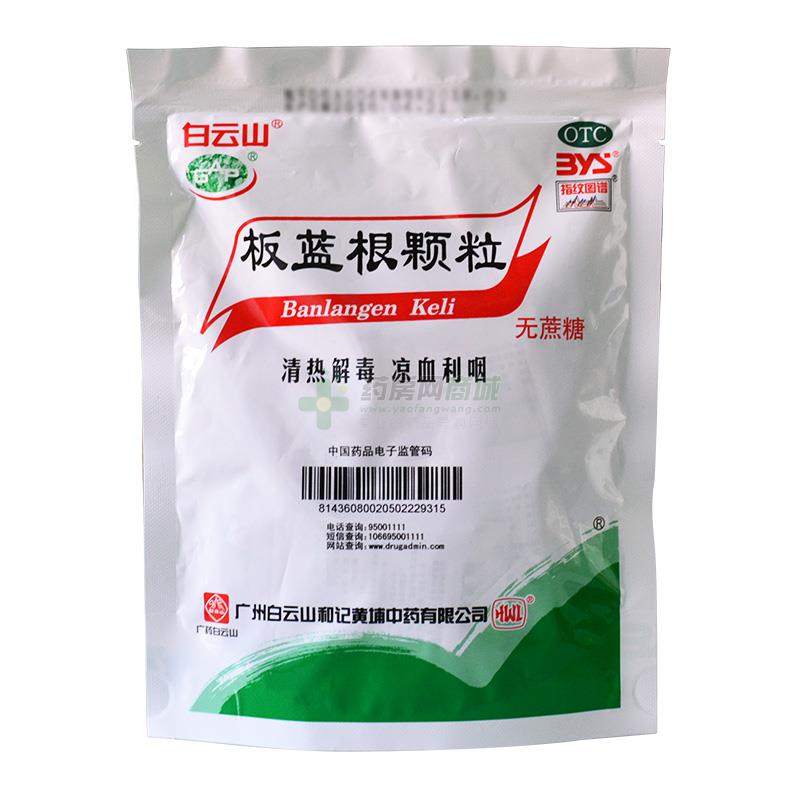 白云山®
GAP®
OTC
BYS®
指纹图谱®
板蓝根颗粒
Banlangen Keli
无蔗糖
清热解毒 凉血利咽
药房网商城
www.yaofangwang.com
中国药品电子监管码
81436080020502229315
电话查询:95001111
短信查询:106695001111
网站查询:www.drugadmin.com
®
广州白云山和记黄埔中药有限公司
HWL®
广药白云山